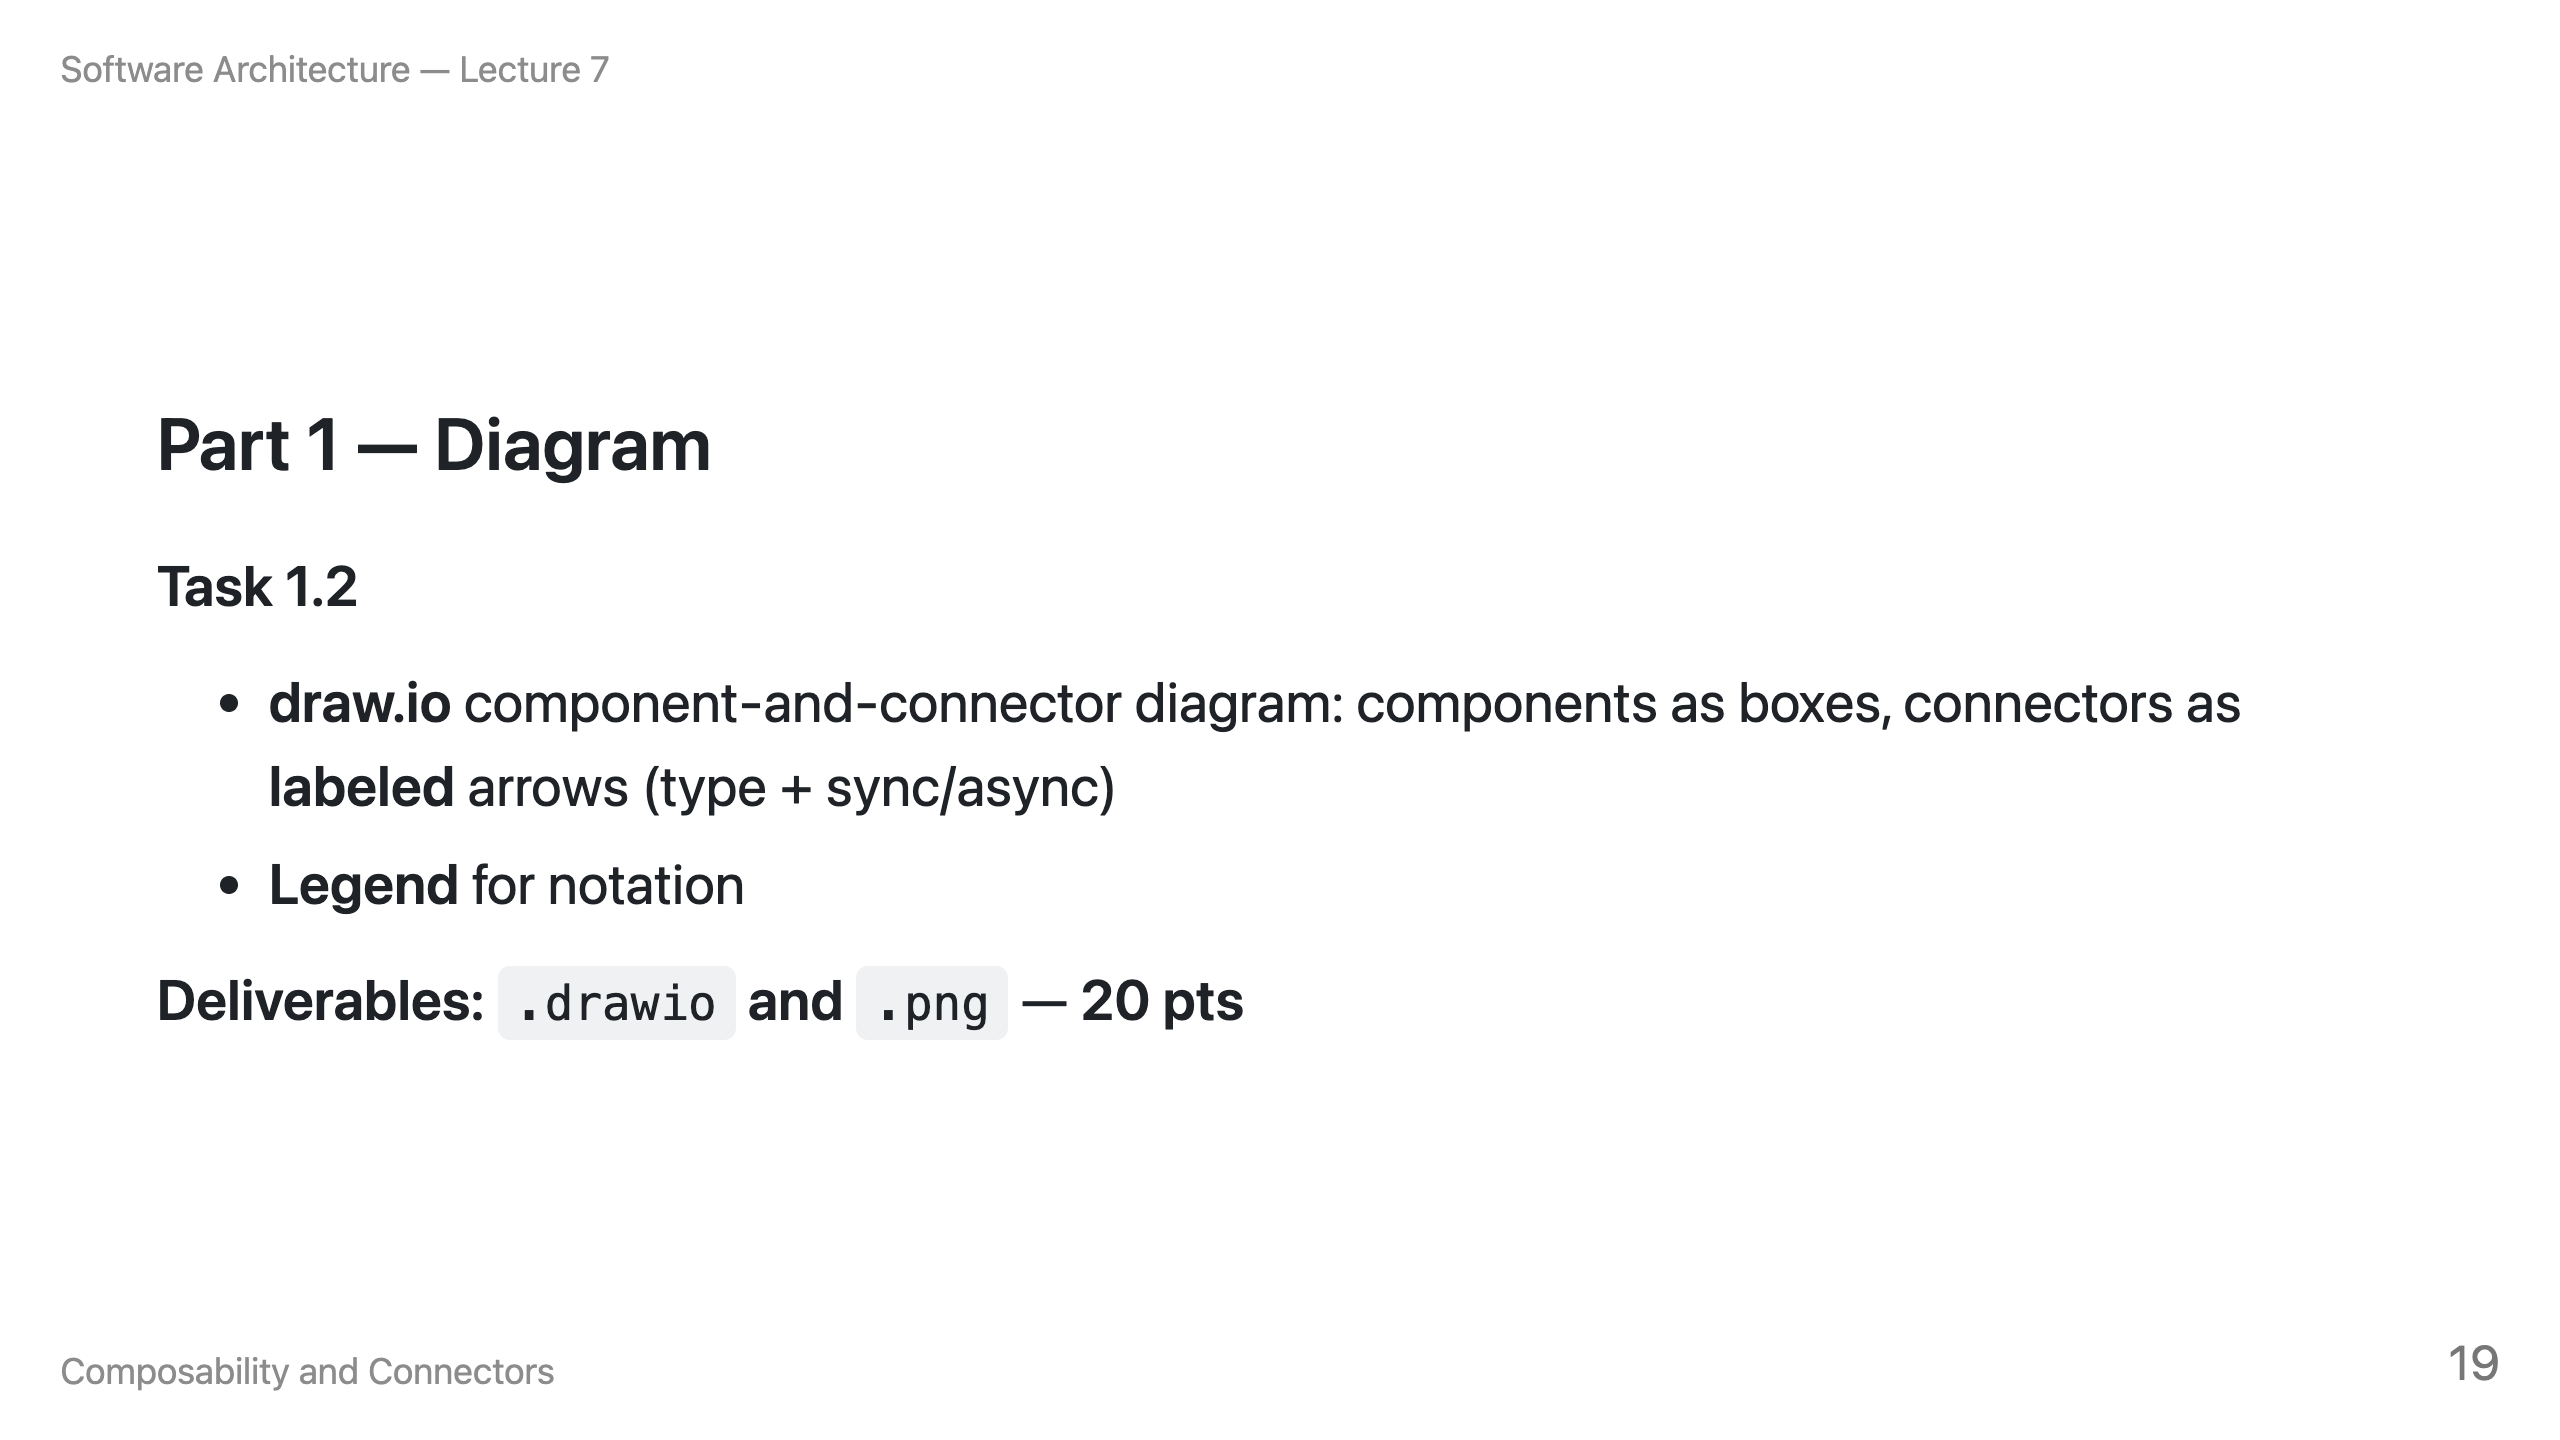 Software Architecture — Lecture 7
Part 1 — Diagram
Task 1.2
• draw.io component-and-connector diagram: components as boxes, connectors as
labeled arrows (type + sync/async)
• Legend for notation
Deliverables: .drawio and .png — 20 pts
Composability and Connectors
19